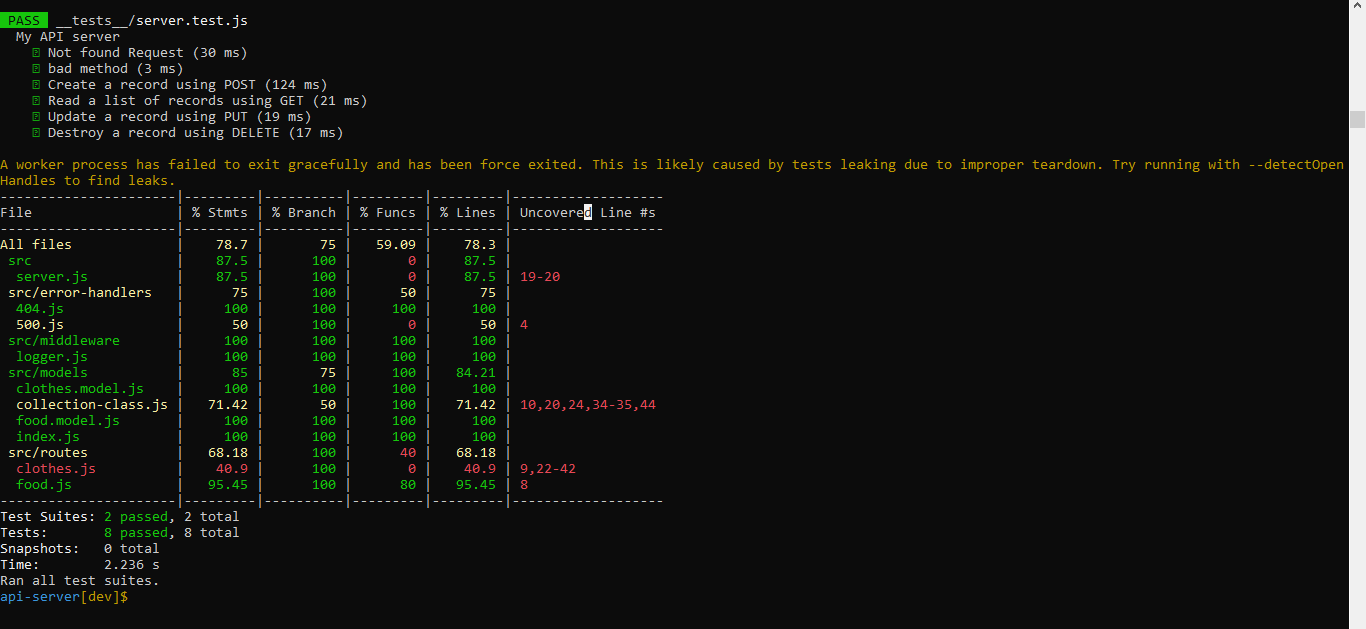 PASS __tests__/server.test.js
My API server
Not found Request (30 ms)
bad method (3 ms)
Create a record using POST (124 ms)
Read a list of records using GET (21 ms)
Update a record using PUT (19 ms)
Destroy a record using DELETE (17 ms)
A worker process has failed to exit gracefully and has been force exited. This is likely caused by tests leaking due to improper teardown. Try running with --detectOpen
Handles to find leaks.
---------------------|---------|----------|---------|---------|-------------------
File | % Stmts | % Branch | % Funcs | % Lines | Uncovered Line #s
---------------------|---------|----------|---------|---------|-------------------
All files | 78.7 | 75 | 59.09 | 78.3 |
src | 87.5 | 100 | 0 | 87.5 |
server.js | 87.5 | 100 | 0 | 87.5 | 19-20
src/error-handlers | 75 | 100 | 50 | 75 |
404.js | 100 | 100 | 100 | 100 |
500.js | 50 | 100 | 0 | 50 | 4
src/middleware | 100 | 100 | 100 | 100 |
logger.js | 100 | 100 | 100 | 100 |
src/models | 85 | 75 | 100 | 84.21 |
clothes.model.js | 100 | 100 | 100 | 100 |
collection-class.js | 71.42 | 50 | 100 | 71.42 | 10,20,24,34-35,44
food.model.js | 100 | 100 | 100 | 100 |
index.js | 100 | 100 | 100 | 100 |
src/routes | 68.18 | 100 | 40 | 68.18 |
clothes.js | 40.9 | 100 | 0 | 40.9 | 9,22-42
food.js | 95.45 | 100 | 80 | 95.45 | 8
---------------------|---------|----------|---------|---------|-------------------
Test Suites: 2 passed, 2 total
Tests: 8 passed, 8 total
Snapshots: 0 total
Time: 2.236 s
Ran all test suites.
api-server[dev]$